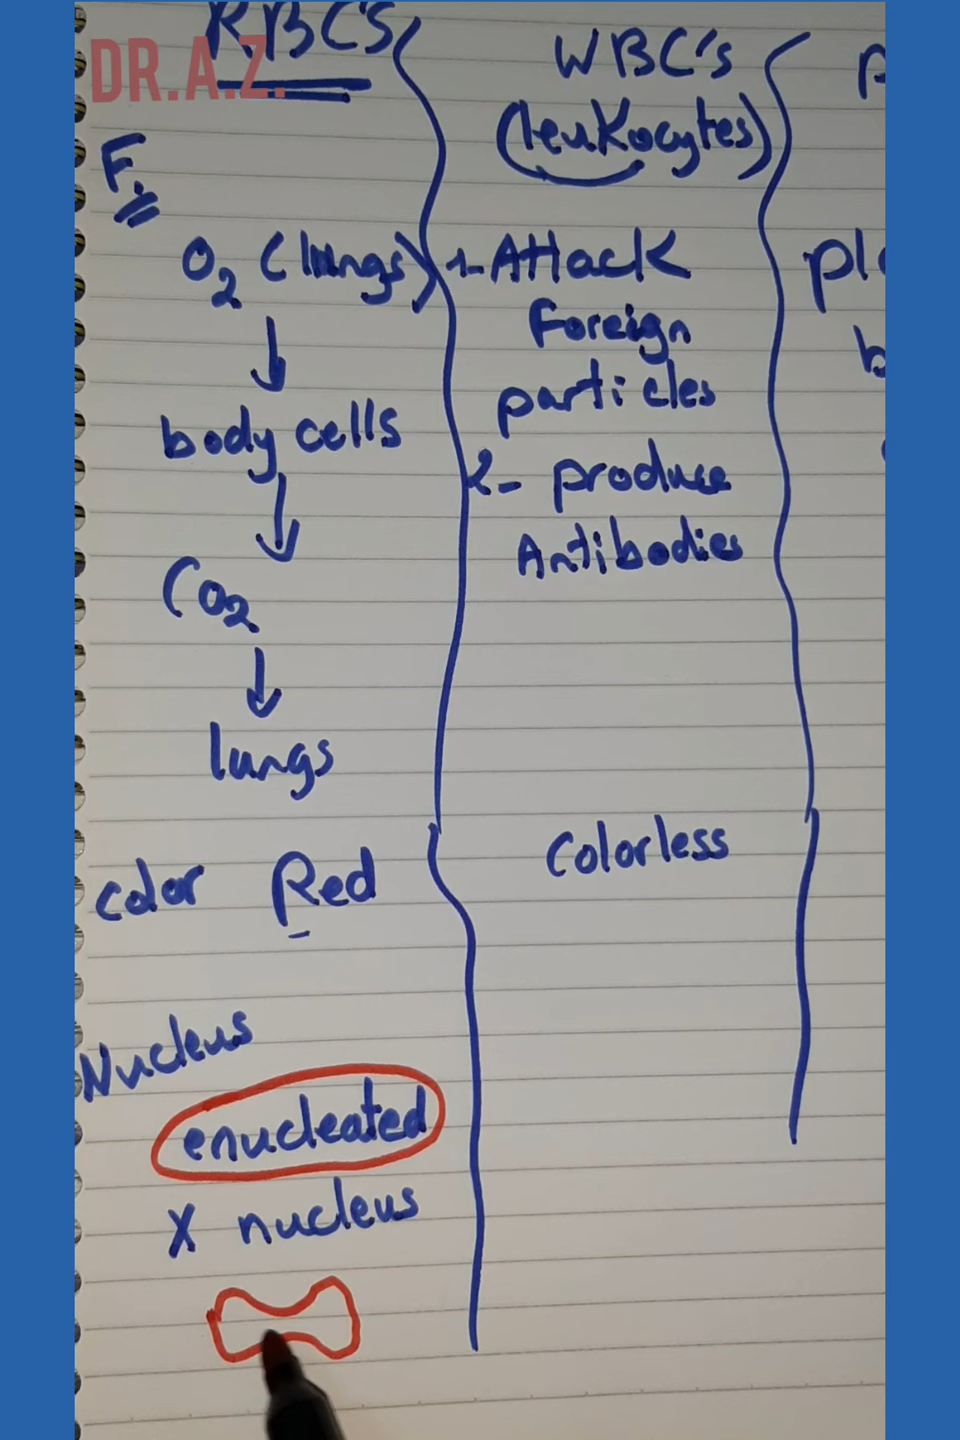 RBC'S
DR.A.Z.
F.
O2 (lungs)
body cells
CO2
lungs
color Red
Nucleus
enucleated
X nucleus
WBC's
(leukocytes)
1- Attack
Foreign
particles
2- produce
Antibodies
Colorless